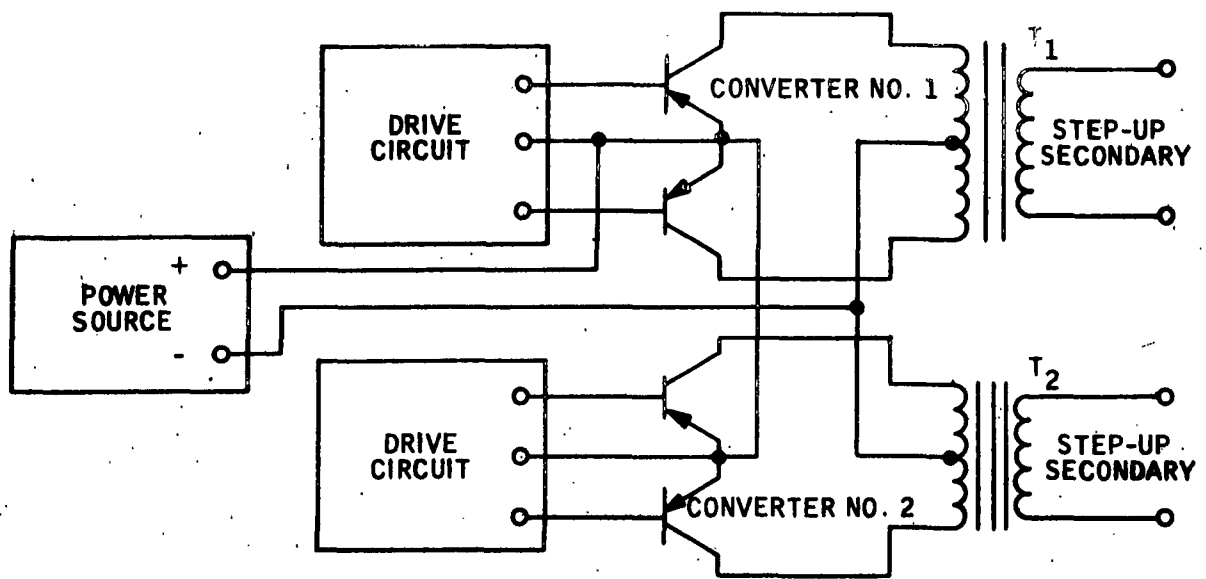 T1
CONVERTER NO. 1
DRIVE
CIRCUIT
STEP-UP
SECONDARY
+
POWER
SOURCE
-
T2
DRIVE
CIRCUIT
STEP-UP
SECONDARY
CONVERTER NO. 2